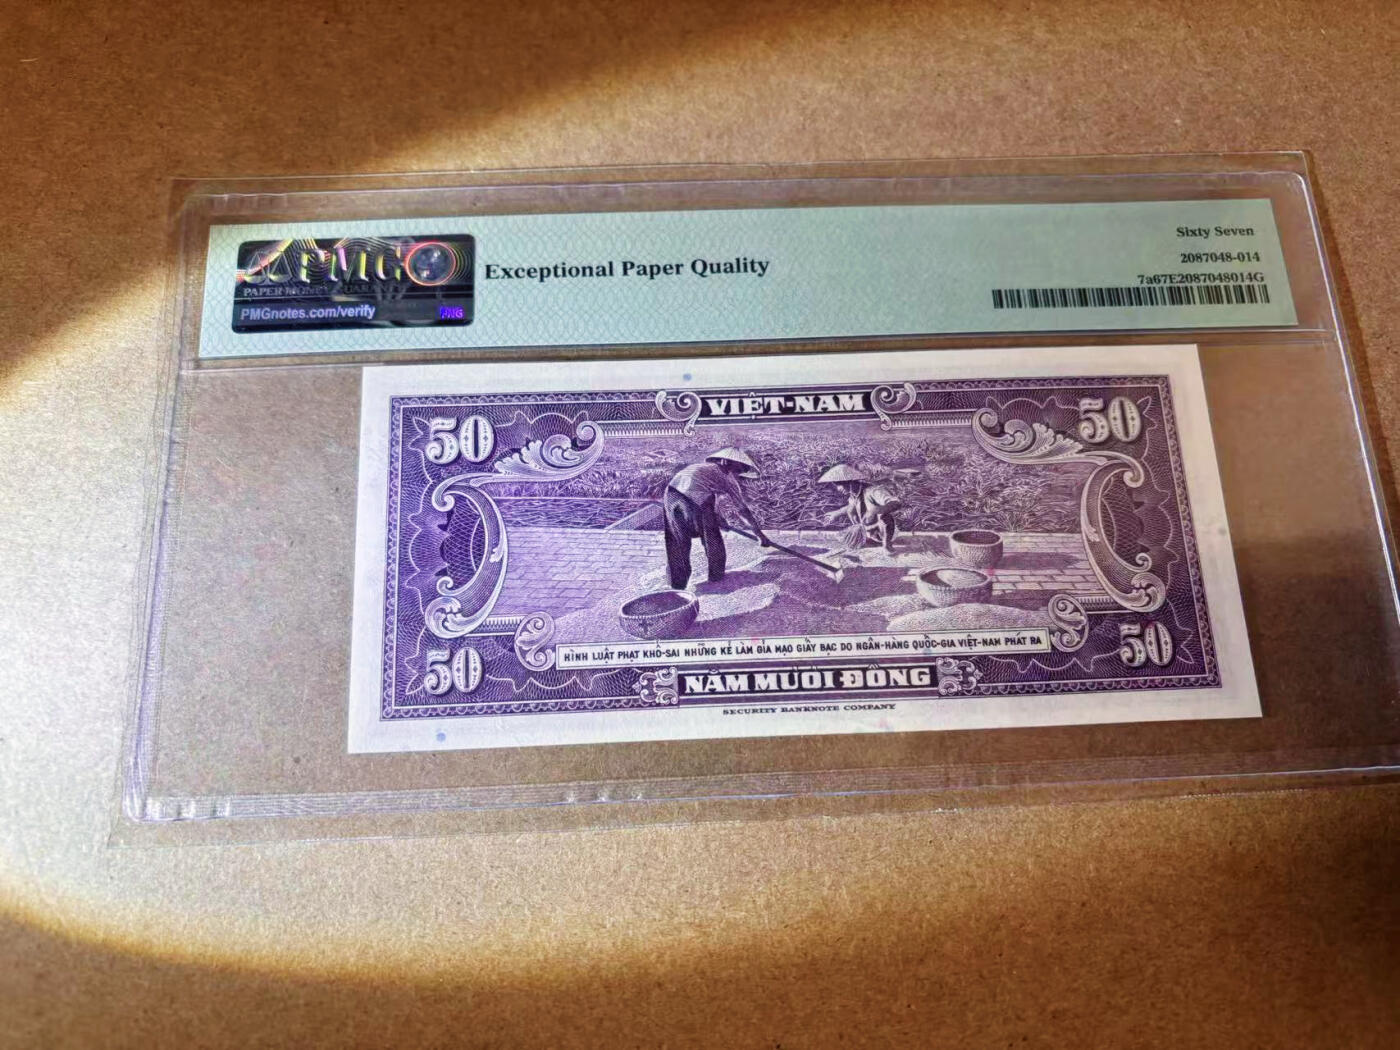 PMG
PAPER MONEY GUARANTY
PMGnotes.com/verify
PMG
Exceptional Paper Quality
Sixty Seven
2087048-014
7a67E2087048014G
50
VIỆT-NAM
50
HÌNH LUẬT PHẠT KHỔ-SAI NHỮNG KẺ LÀM GIẢ MẠO GIẤY BẠC DO NGÂN-HÀNG QUỐC-GIA VIỆT-NAM PHÁT RA
50
NĂM MƯƠI ĐỒNG
50
SECURITY BANKNOTE COMPANY